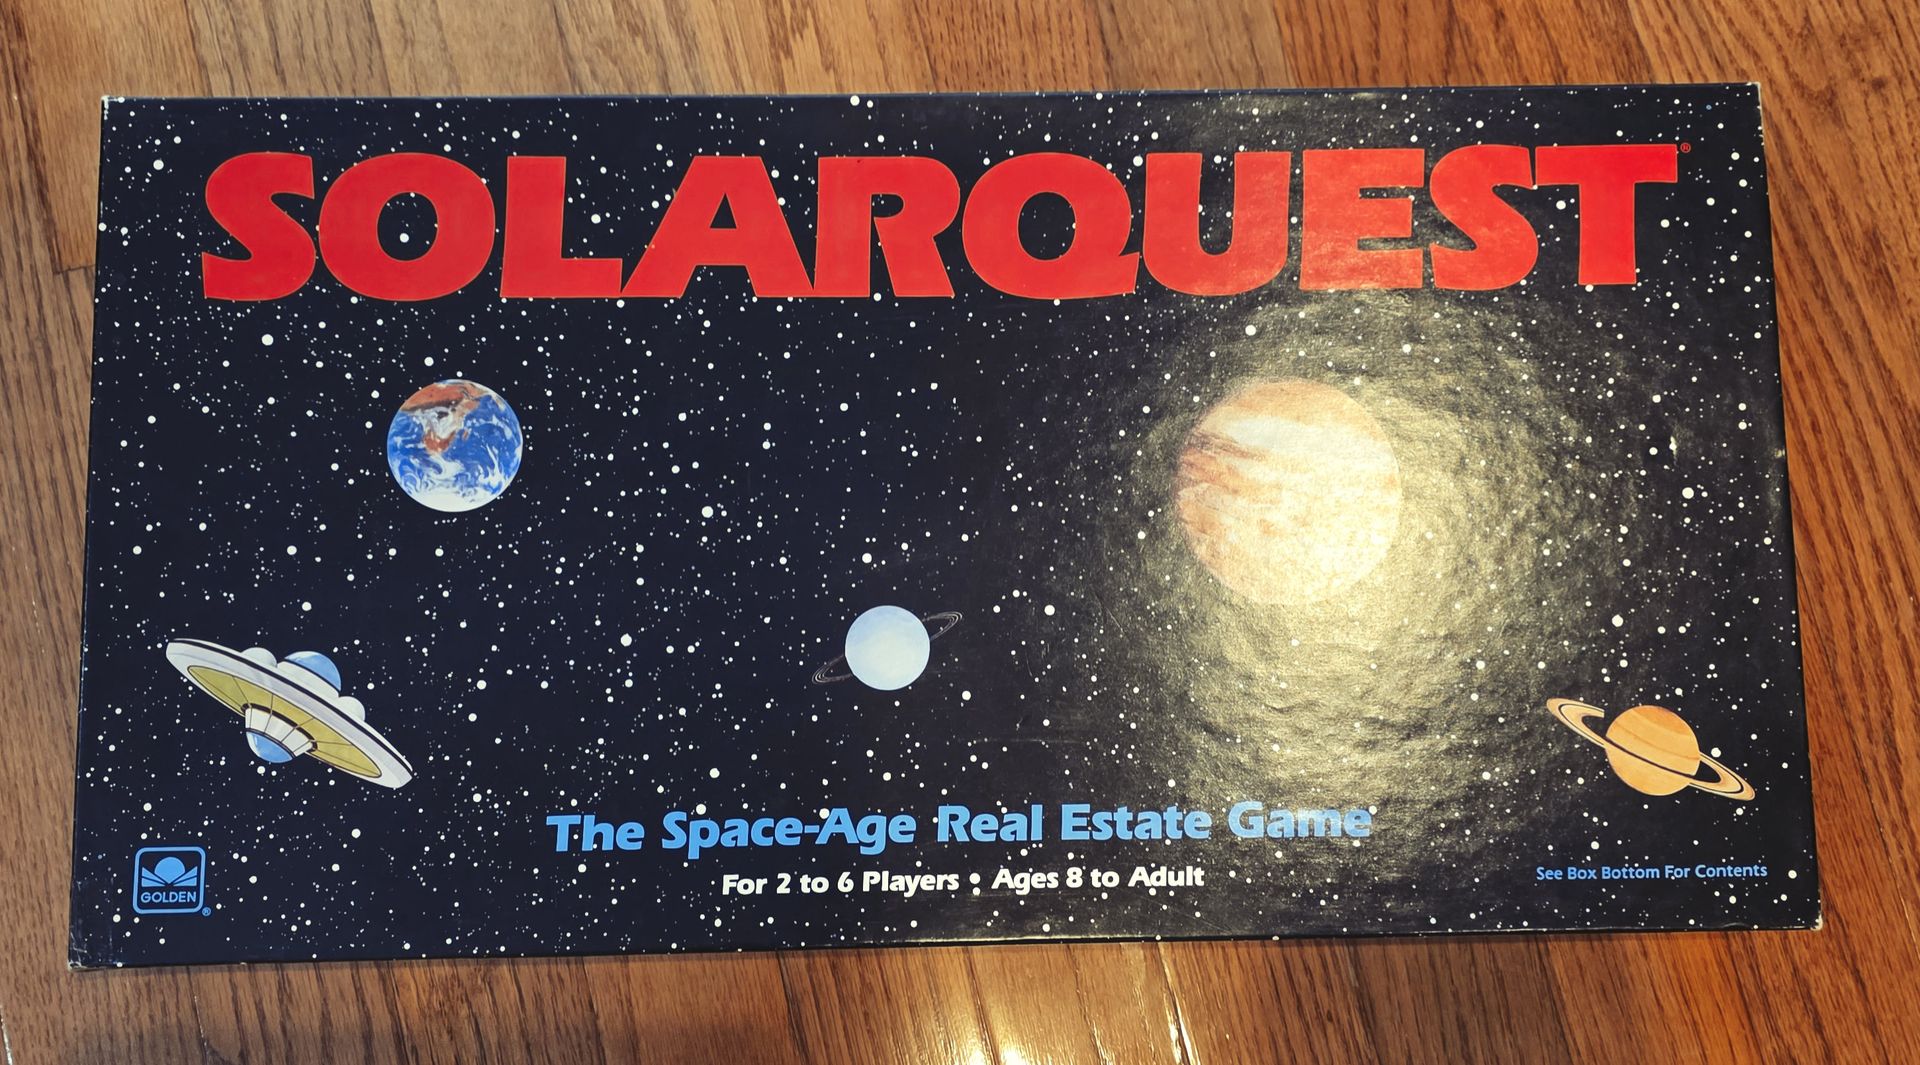 SOLARQUEST®
The Space-Age Real Estate Game
For 2 to 6 Players • Ages 8 to Adult
See Box Bottom For Contents
GOLDEN®